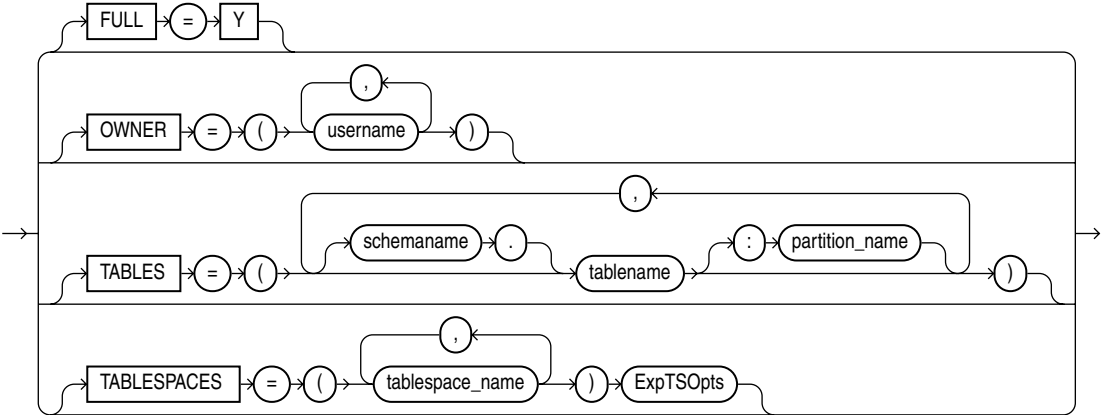 FULL = Y
,
OWNER = ( username )
,
schemaname . : partition_name
TABLES = ( tablename )
,
TABLESPACES = ( tablespace_name ) ExpTSOpts